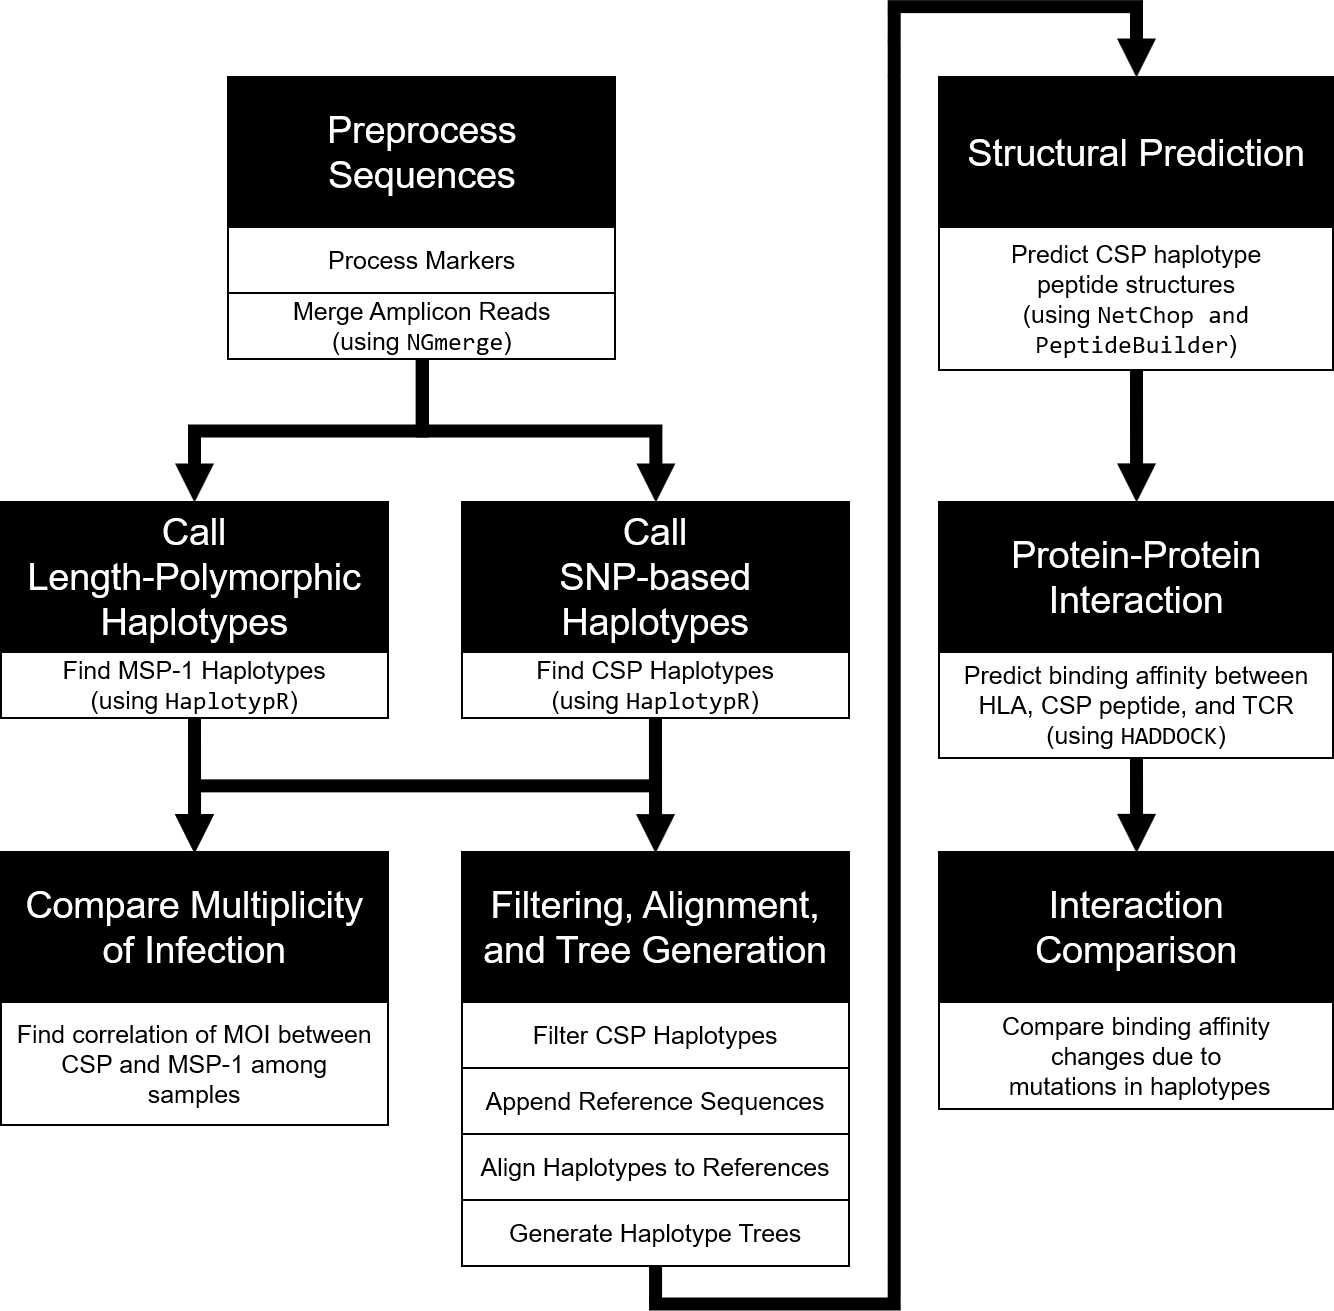 Preprocess
Sequences
Process Markers
Merge Amplicon Reads
(using NGmerge)
Call
Length-Polymorphic
Haplotypes
Find MSP-1 Haplotypes
(using HaplotypR)
Call
SNP-based
Haplotypes
Find CSP Haplotypes
(using HaplotypR)
Compare Multiplicity
of Infection
Find correlation of MOI between
CSP and MSP-1 among
samples
Filtering, Alignment,
and Tree Generation
Filter CSP Haplotypes
Append Reference Sequences
Align Haplotypes to References
Generate Haplotype Trees
Structural Prediction
Predict CSP haplotype
peptide structures
(using NetChop and
PeptideBuilder)
Protein-Protein
Interaction
Predict binding affinity between
HLA, CSP peptide, and TCR
(using HADDOCK)
Interaction
Comparison
Compare binding affinity
changes due to
mutations in haplotypes